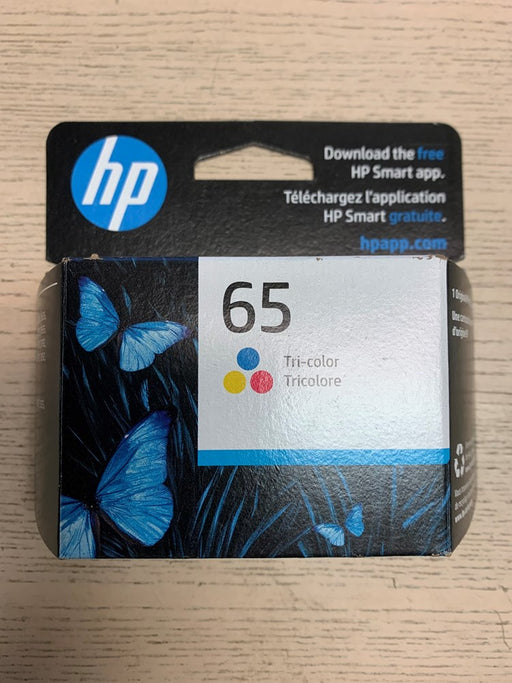 hp
Download the free
HP Smart app.
Téléchargez l'application
HP Smart gratuite.
hpapp.com
65
Tri-color
Tricolore